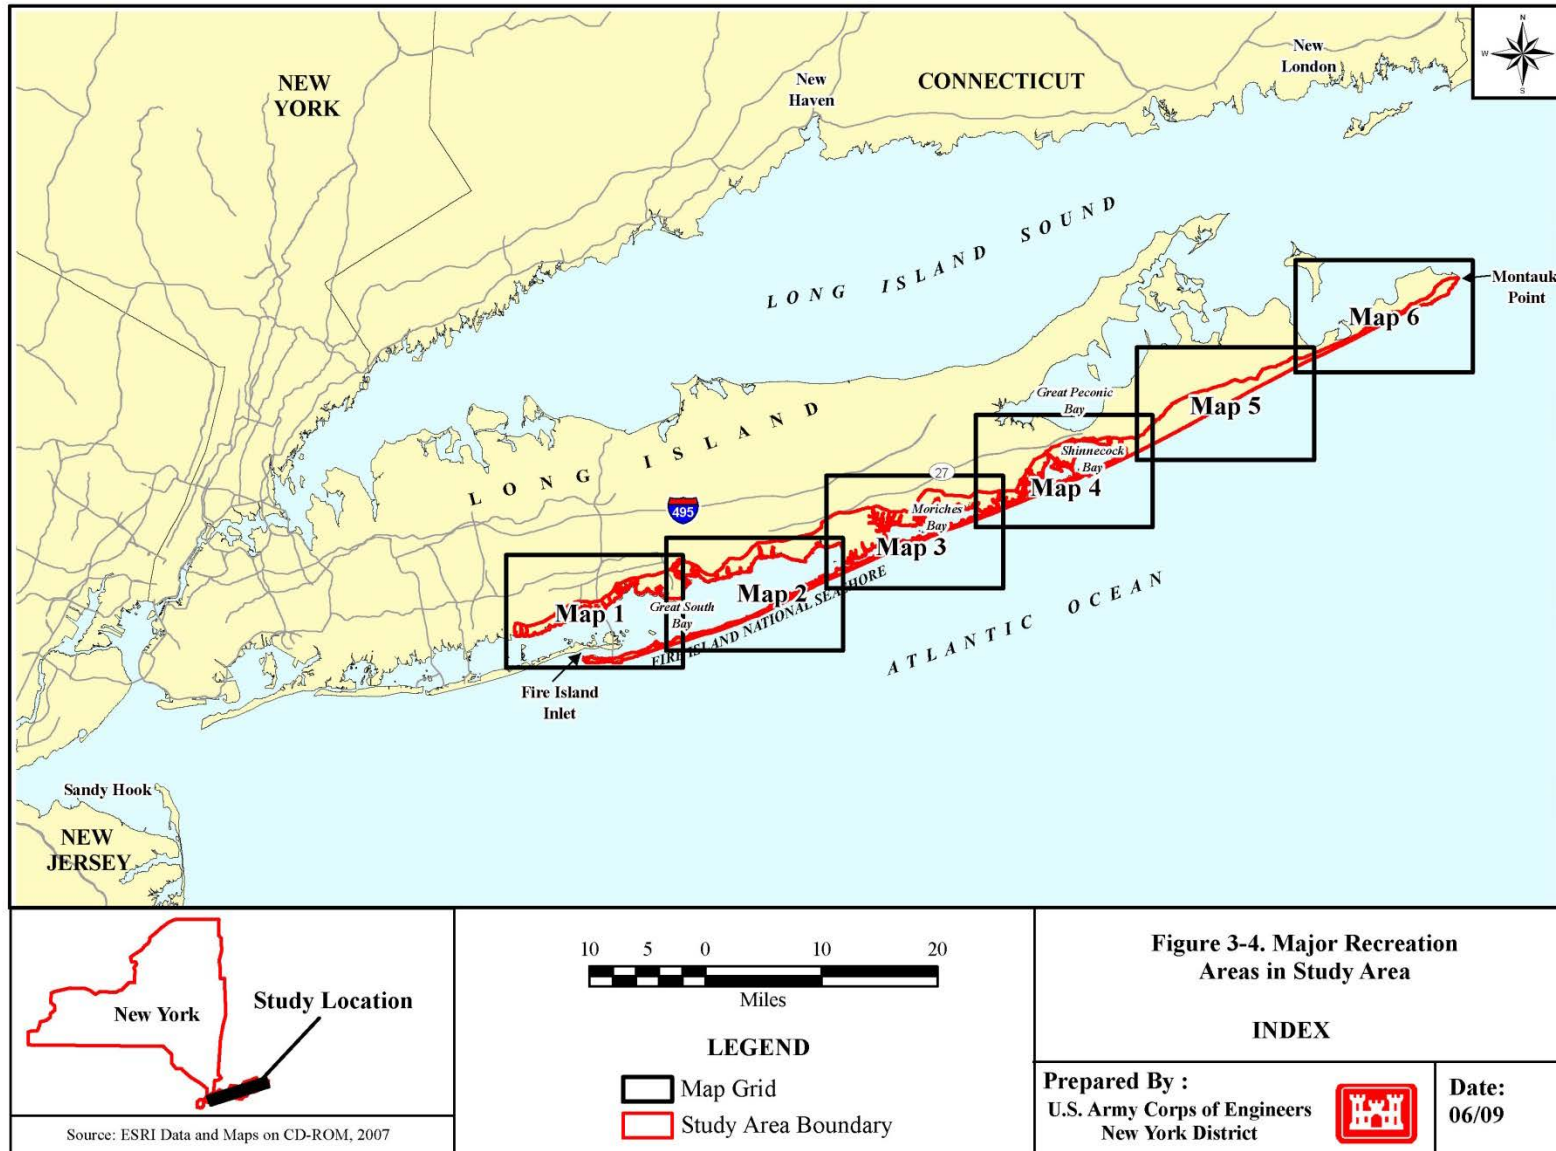 NEW
YORK
New
Haven
CONNECTICUT
New
London
N
W
S
LONG ISLAND SOUND
Montauk
Point
Map 6
Great Peconic
Bay
Map 5
LONG ISLAND
Shinnecock
Bay
27
Map 4
495
Moriches
Bay
Map 3
Map 2
Map 1
Great South
Bay
FIRE ISLAND NATIONAL SEASHORE
ATLANTIC OCEAN
Fire Island
Inlet
Sandy Hook
NEW
JERSEY
New York
Study Location
Source: ESRI Data and Maps on CD-ROM, 2007
10 5 0 10 20
Miles
LEGEND
Map Grid
Study Area Boundary
Figure 3-4. Major Recreation
Areas in Study Area
INDEX
Prepared By :
U.S. Army Corps of Engineers
New York District
Date:
06/09